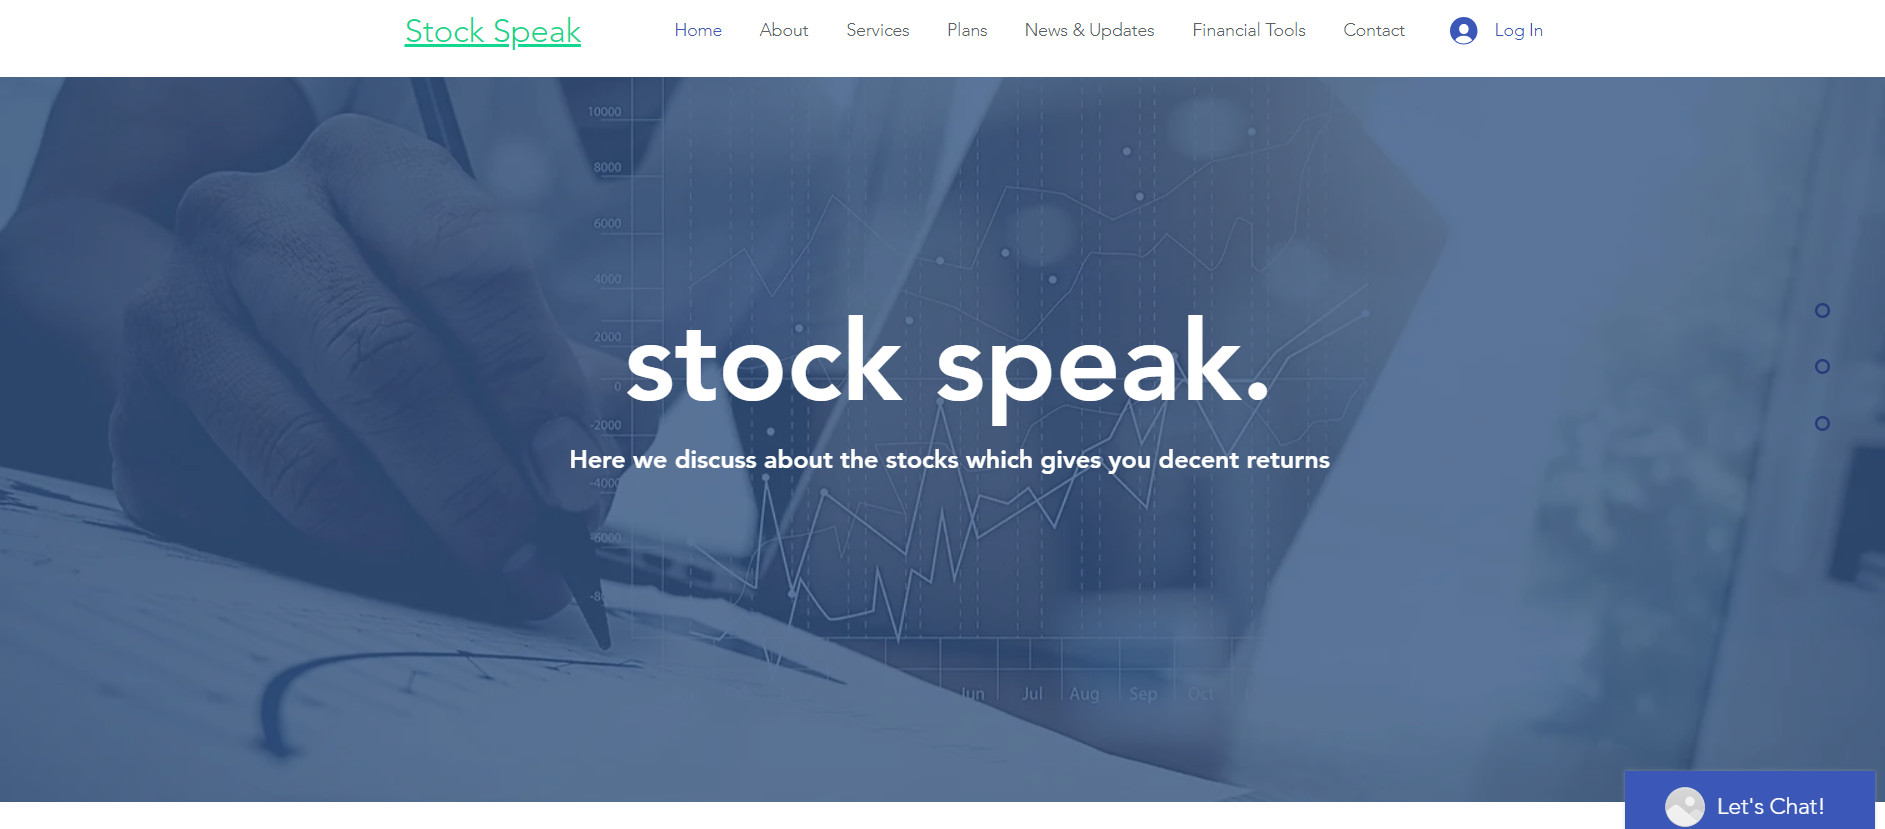 Stock Speak
Home About Services Plans News & Updates Financial Tools Contact Log In
10000
8000
6000
4000
2000
0
stock speak.
-2000
Here we discuss about the stocks which gives you decent returns
-4000
-6000
Jun Jul Aug Sep Oct
Let's Chat!